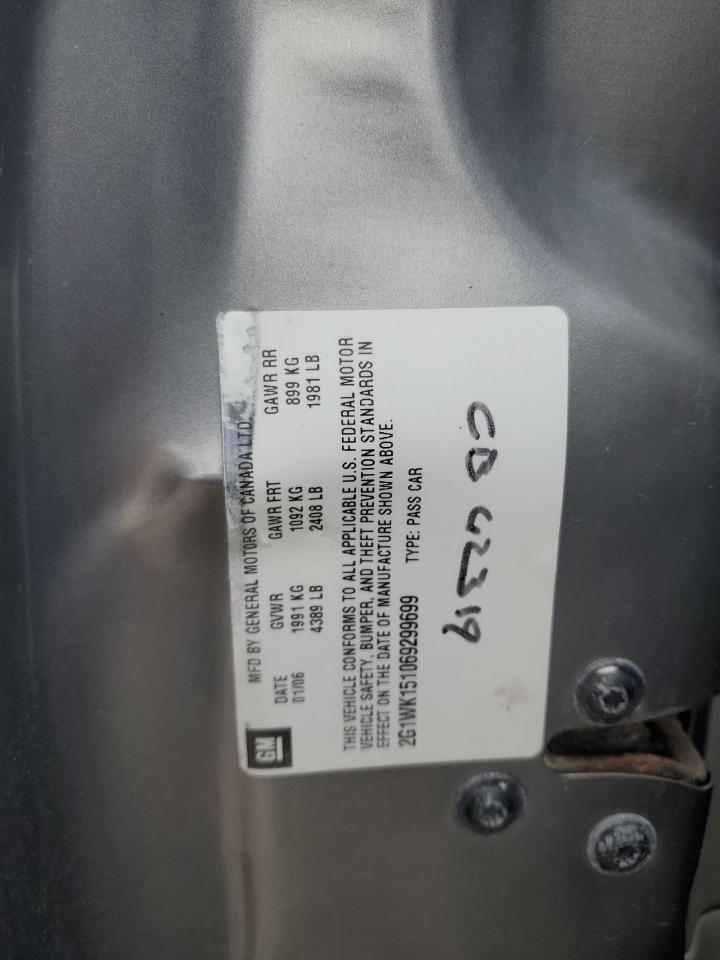 GM
MFD BY GENERAL MOTORS OF CANADA LTD.
DATE GVWR GAWR FRT GAWR RR
01/06 1991 KG 1092 KG 899 KG
4389 LB 2408 LB 1981 LB
THIS VEHICLE CONFORMS TO ALL APPLICABLE U.S. FEDERAL MOTOR
VEHICLE SAFETY, BUMPER, AND THEFT PREVENTION STANDARDS IN
EFFECT ON THE DATE OF MANUFACTURE SHOWN ABOVE.
2G1WK151069299699 TYPE: PASS CAR